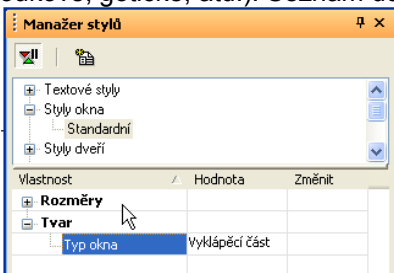 Manažer stylů
Textové styly
Styly okna
Standardní
Styly dveří
Vlastnost Hodnota Změnit
Rozměry
Tvar
Typ okna Vyklápěcí část